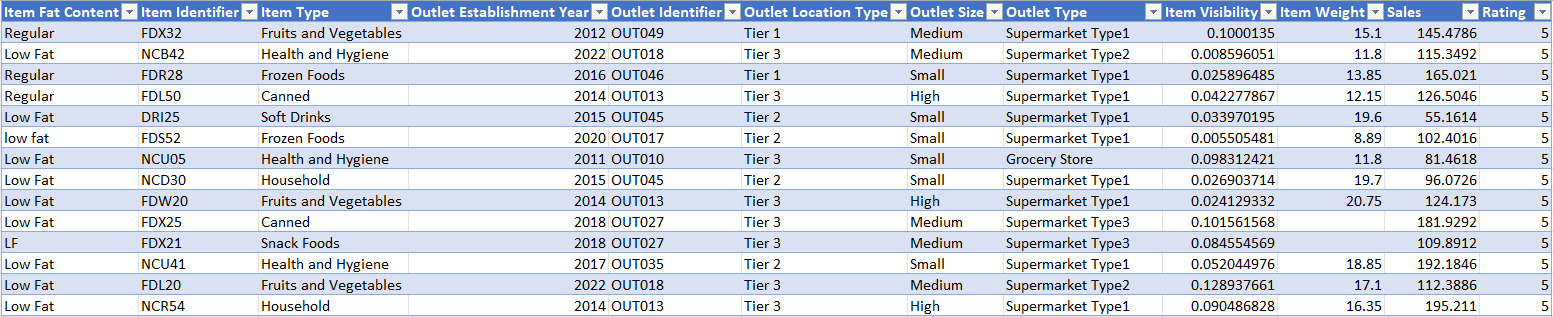 Item Fat Content Item Identifier Item Type Outlet Establishment Year Outlet Identifier Outlet Location Type Outlet Size Outlet Type Item Visibility Item Weight Sales Rating
Regular FDX32 Fruits and Vegetables 2012 OUT049 Tier 1 Medium Supermarket Type1 0.1000135 15.1 145.4786 5
Low Fat NCB42 Health and Hygiene 2022 OUT018 Tier 3 Medium Supermarket Type2 0.008596051 11.8 115.3492 5
Regular FDR28 Frozen Foods 2016 OUT046 Tier 1 Small Supermarket Type1 0.025896485 13.85 165.021 5
Regular FDL50 Canned 2014 OUT013 Tier 3 High Supermarket Type1 0.042277867 12.15 126.5046 5
Low Fat DRI25 Soft Drinks 2015 OUT045 Tier 2 Small Supermarket Type1 0.033970195 19.6 55.1614 5
low fat FDS52 Frozen Foods 2020 OUT017 Tier 2 Small Supermarket Type1 0.005505481 8.89 102.4016 5
Low Fat NCU05 Health and Hygiene 2011 OUT010 Tier 3 Small Grocery Store 0.098312421 11.8 81.4618 5
Low Fat NCD30 Household 2015 OUT045 Tier 2 Small Supermarket Type1 0.026903714 19.7 96.0726 5
Low Fat FDW20 Fruits and Vegetables 2014 OUT013 Tier 3 High Supermarket Type1 0.024129332 20.75 124.173 5
Low Fat FDX25 Canned 2018 OUT027 Tier 3 Medium Supermarket Type3 0.101561568 181.9292 5
LF FDX21 Snack Foods 2018 OUT027 Tier 3 Medium Supermarket Type3 0.084554569 109.8912 5
Low Fat NCU41 Health and Hygiene 2017 OUT035 Tier 2 Small Supermarket Type1 0.052044976 18.85 192.1846 5
Low Fat FDL20 Fruits and Vegetables 2022 OUT018 Tier 3 Medium Supermarket Type2 0.128937661 17.1 112.3886 5
Low Fat NCR54 Household 2014 OUT013 Tier 3 High Supermarket Type1 0.090486828 16.35 195.211 5